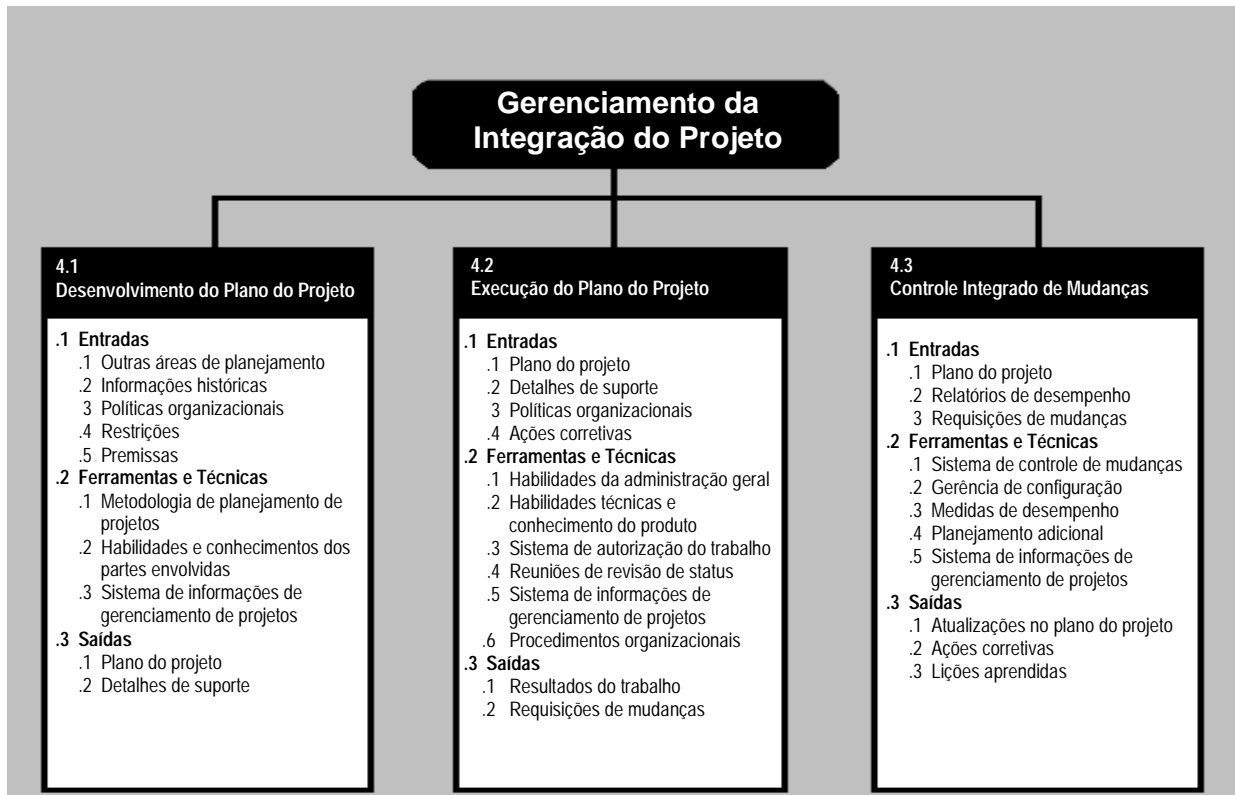 Gerenciamento da
Integração do Projeto
4.1
Desenvolvimento do Plano do Projeto
.1 Entradas
.1 Outras áreas de planejamento
.2 Informações históricas
3 Políticas organizacionais
.4 Restrições
.5 Premissas
.2 Ferramentas e Técnicas
.1 Metodologia de planejamento de
projetos
.2 Habilidades e conhecimentos dos
partes envolvidas
.3 Sistema de informações de
gerenciamento de projetos
.3 Saídas
.1 Plano do projeto
.2 Detalhes de suporte
4.2
Execução do Plano do Projeto
.1 Entradas
.1 Plano do projeto
.2 Detalhes de suporte
3 Políticas organizacionais
.4 Ações corretivas
.2 Ferramentas e Técnicas
.1 Habilidades da administração geral
.2 Habilidades técnicas e
conhecimento do produto
.3 Sistema de autorização do trabalho
.4 Reuniões de revisão de status
.5 Sistema de informações de
gerenciamento de projetos
.6 Procedimentos organizacionais
.3 Saídas
.1 Resultados do trabalho
.2 Requisições de mudanças
4.3
Controle Integrado de Mudanças
.1 Entradas
.1 Plano do projeto
.2 Relatórios de desempenho
3 Requisições de mudanças
.2 Ferramentas e Técnicas
.1 Sistema de controle de mudanças
.2 Gerência de configuração
.3 Medidas de desempenho
.4 Planejamento adicional
.5 Sistema de informações de
gerenciamento de projetos
.3 Saídas
.1 Atualizações no plano do projeto
.2 Ações corretivas
.3 Lições aprendidas